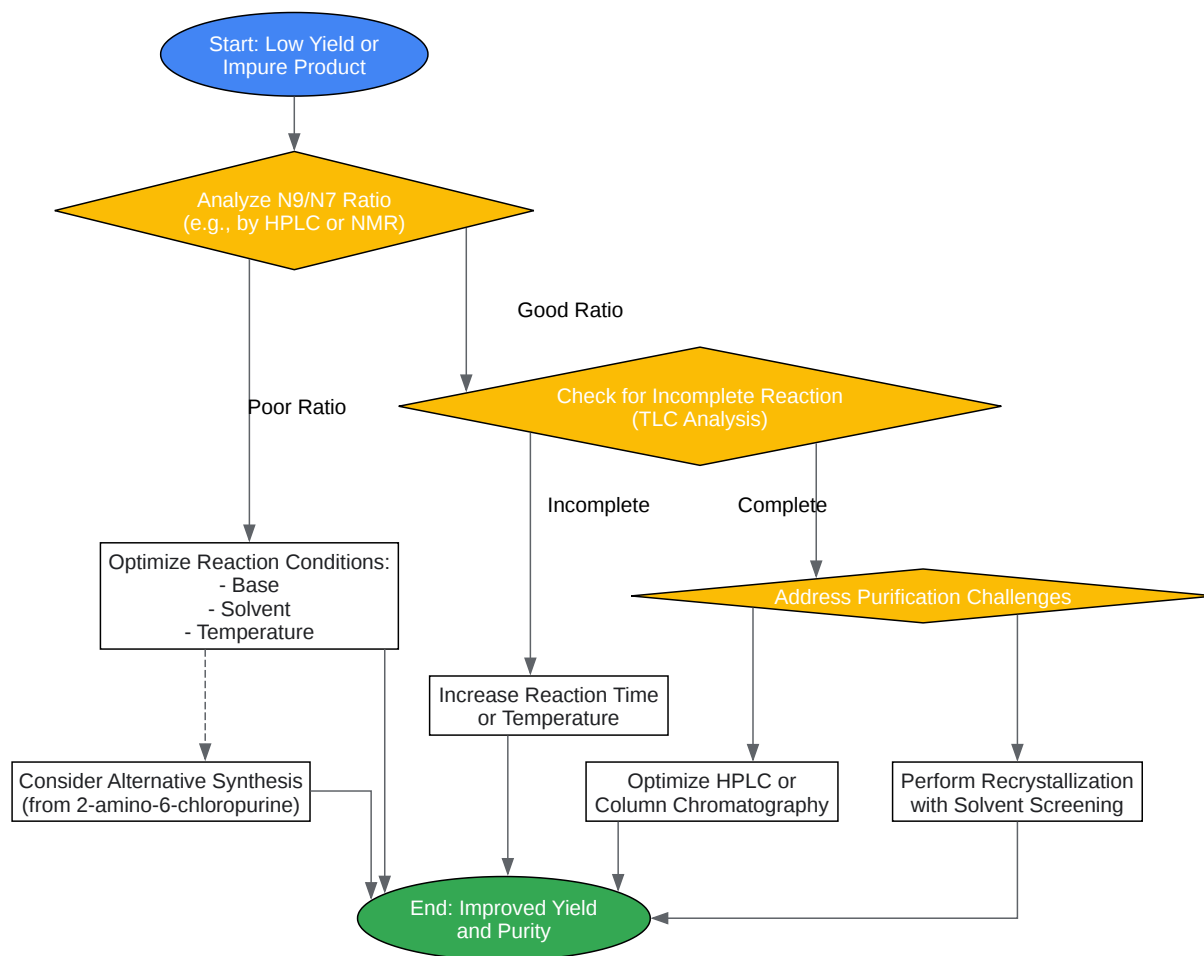 Start: Low Yield or
Impure Product
Analyze N9/N7 Ratio
(e.g., by HPLC or NMR)
Good Ratio
Poor Ratio
Check for Incomplete Reaction
(TLC Analysis)
Incomplete
Complete
Optimize Reaction Conditions:
- Base
- Solvent
- Temperature
Address Purification Challenges
Increase Reaction Time
or Temperature
Consider Alternative Synthesis
(from 2-amino-6-chloropurine)
Optimize HPLC or
Column Chromatography
Perform Recrystallization
with Solvent Screening
End: Improved Yield
and Purity